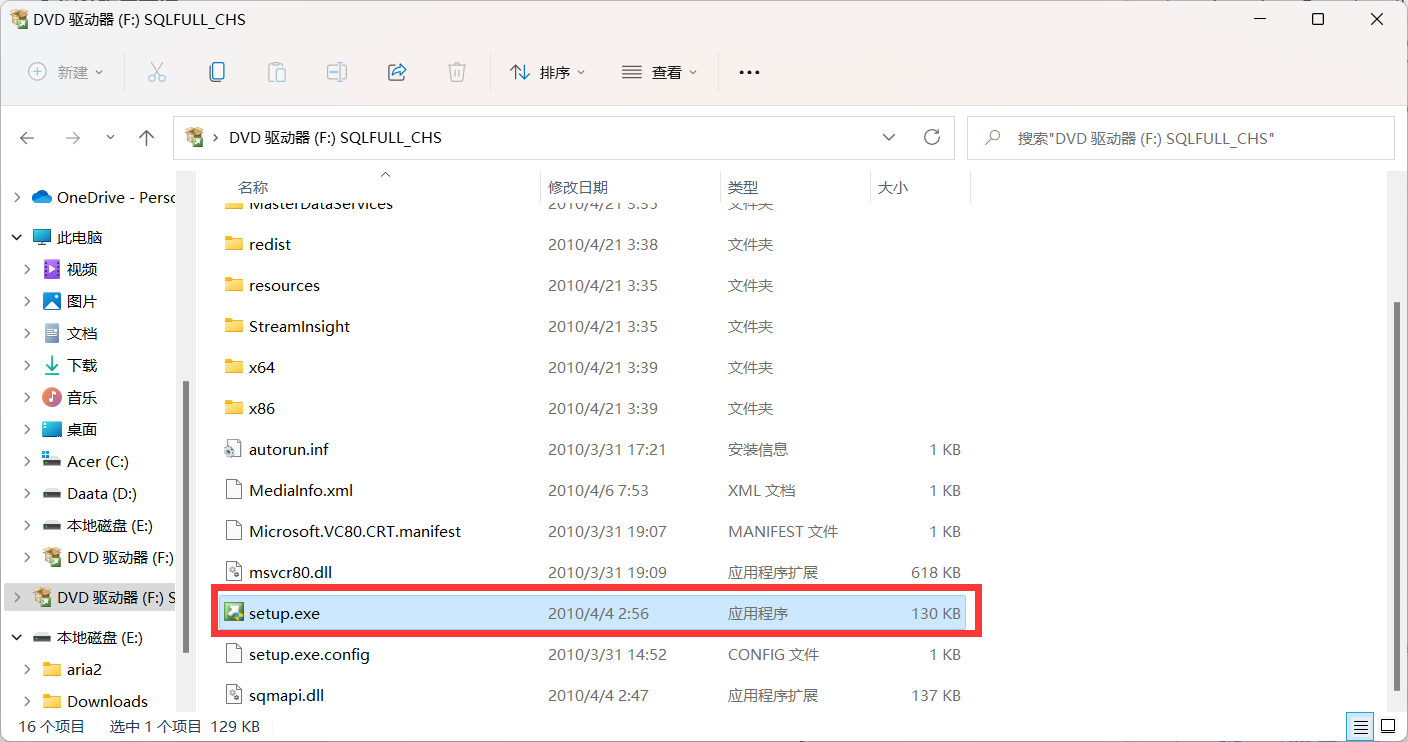 DVD 驱动器 (F:) SQLFULL_CHS
新建 排序 查看
DVD 驱动器 (F:) SQLFULL_CHS 搜索"DVD 驱动器 (F:) SQLFULL_CHS"
OneDrive - Perso
此电脑
视频
图片
文档
下载
音乐
桌面
Acer (C:)
Daata (D:)
本地磁盘 (E:)
DVD 驱动器 (F:)
DVD 驱动器 (F:) S
本地磁盘 (E:)
aria2
Downloads
名称 修改日期 类型 大小
MasterDataServices 2010/4/21 3:35 文件夹
redist 2010/4/21 3:38 文件夹
resources 2010/4/21 3:35 文件夹
StreamInsight 2010/4/21 3:35 文件夹
x64 2010/4/21 3:39 文件夹
x86 2010/4/21 3:39 文件夹
autorun.inf 2010/3/31 17:21 安装信息 1 KB
MediaInfo.xml 2010/4/6 7:53 XML 文档 1 KB
Microsoft.VC80.CRT.manifest 2010/3/31 19:07 MANIFEST 文件 1 KB
msvcr80.dll 2010/3/31 19:09 应用程序扩展 618 KB
setup.exe 2010/4/4 2:56 应用程序 130 KB
setup.exe.config 2010/3/31 14:52 CONFIG 文件 1 KB
sqmapi.dll 2010/4/4 2:47 应用程序扩展 137 KB
16 个项目 选中 1 个项目 129 KB